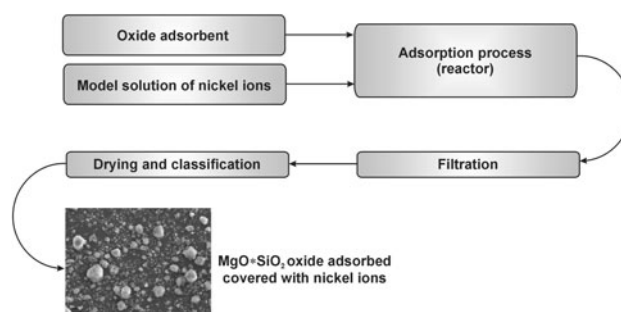 Oxide adsorbent
Model solution of nickel ions
Adsorption process
(reactor)
Drying and classification
Filtration
MgO∗SiO₂ oxide adsorbed
covered with nickel ions